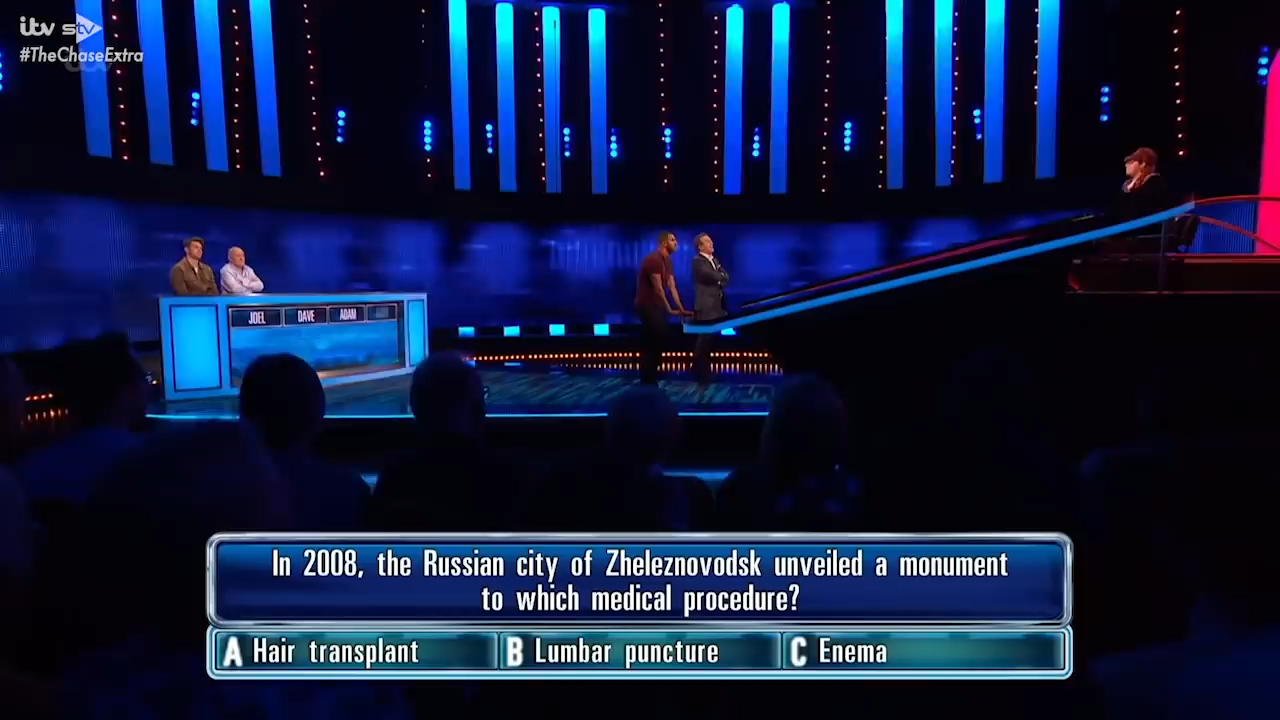 itv stv
#TheChaseExtra
JOEL DAVE ADAM
In 2008, the Russian city of Zheleznovodsk unveiled a monument
to which medical procedure?
A Hair transplant B Lumbar puncture C Enema